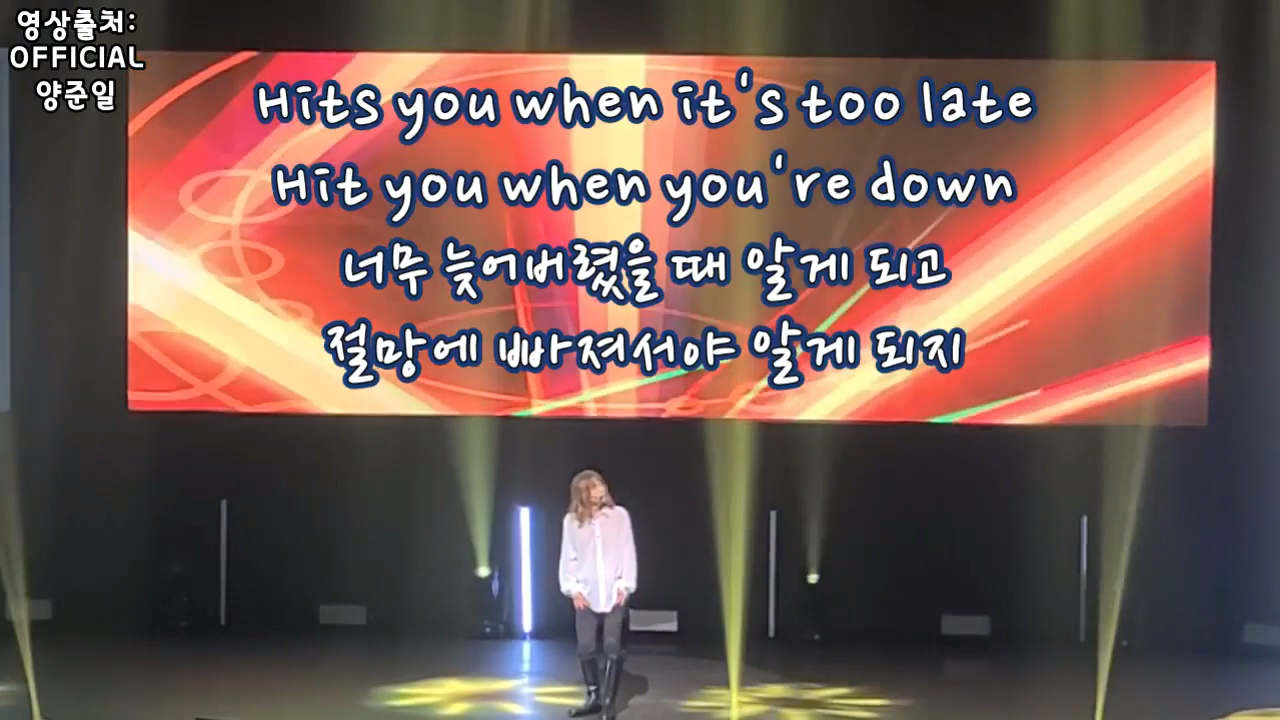 영상출처:
OFFICIAL
양준일
Hits you when it's too late
Hit you when you're down
너무 늦어버렸을 때 알게 되고
절망에 빠져서야 알게 되지